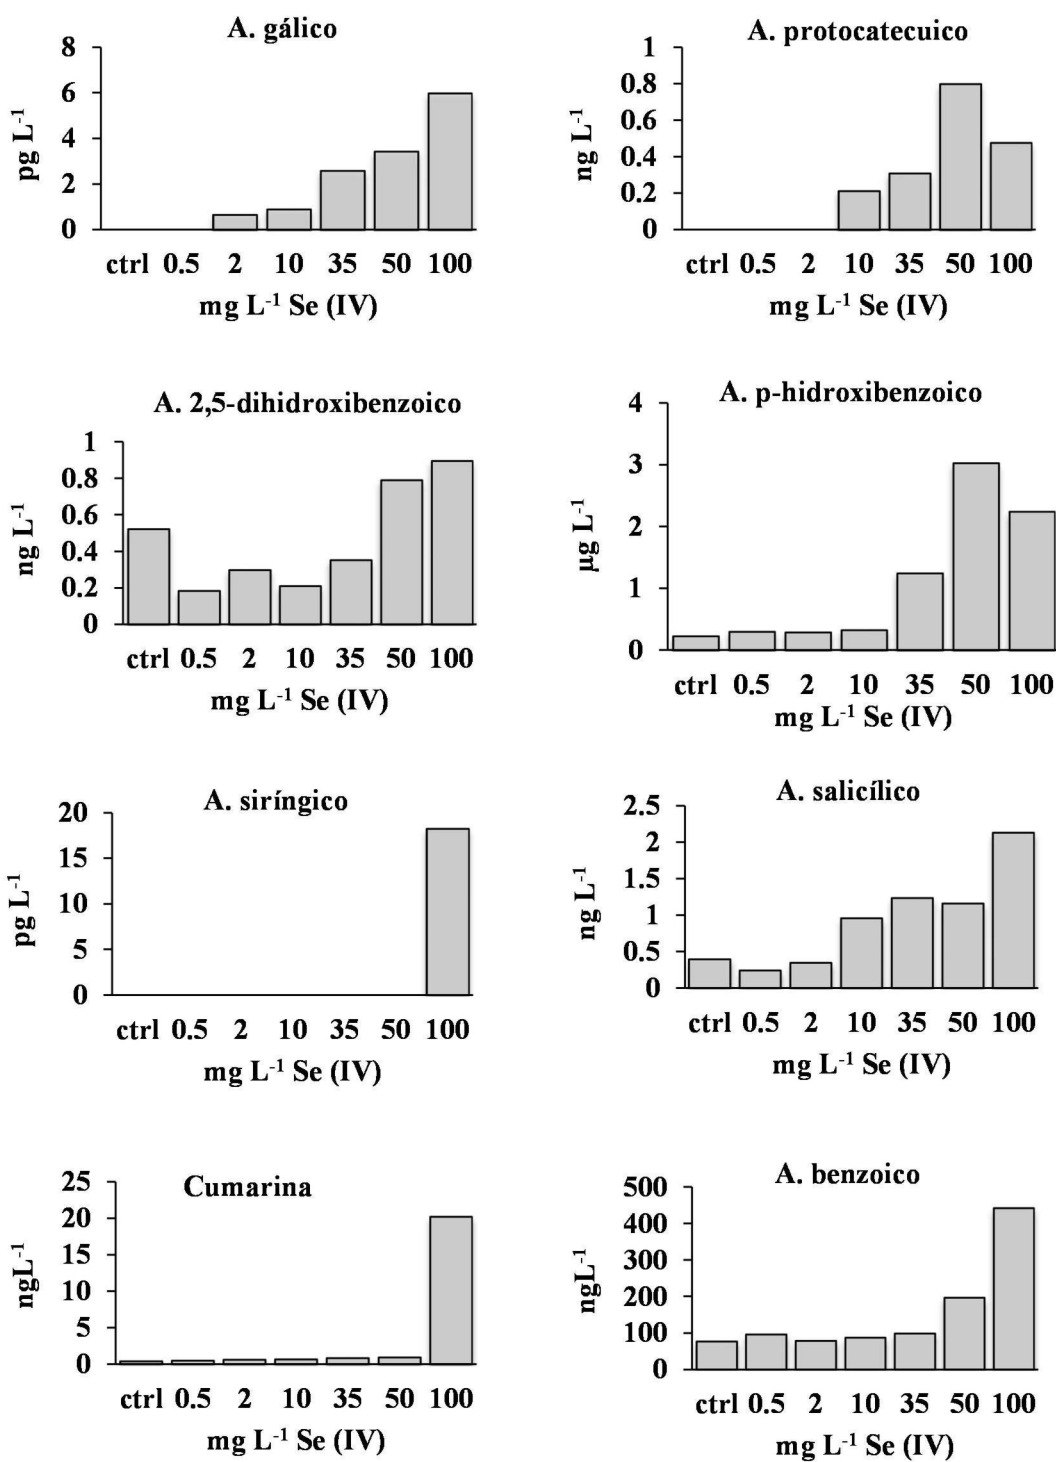 A. gálico
8
6
4
2
0
pg L⁻¹
ctrl 0.5 2 10 35 50 100
mg L⁻¹ Se (IV)
A. protocatecuico
1
0.8
0.6
0.4
0.2
0
ng L⁻¹
ctrl 0.5 2 10 35 50 100
mg L⁻¹ Se (IV)
A. 2,5-dihidroxibenzoico
1
0.8
0.6
0.4
0.2
0
ng L⁻¹
ctrl 0.5 2 10 35 50 100
mg L⁻¹ Se (IV)
A. p-hidroxibenzoico
4
3
2
1
0
µg L⁻¹
ctrl 0.5 2 10 35 50 100
mg L⁻¹ Se (IV)
A. siríngico
20
15
10
5
0
pg L⁻¹
ctrl 0.5 2 10 35 50 100
mg L⁻¹ Se (IV)
A. salicílico
2.5
2
1.5
1
0.5
0
ng L⁻¹
ctrl 0.5 2 10 35 50 100
mg L⁻¹ Se (IV)
Cumarina
25
20
15
10
5
0
ngL⁻¹
ctrl 0.5 2 10 35 50 100
mg L⁻¹ Se (IV)
A. benzoico
500
400
300
200
100
0
ngL⁻¹
ctrl 0.5 2 10 35 50 100
mg L⁻¹ Se (IV)